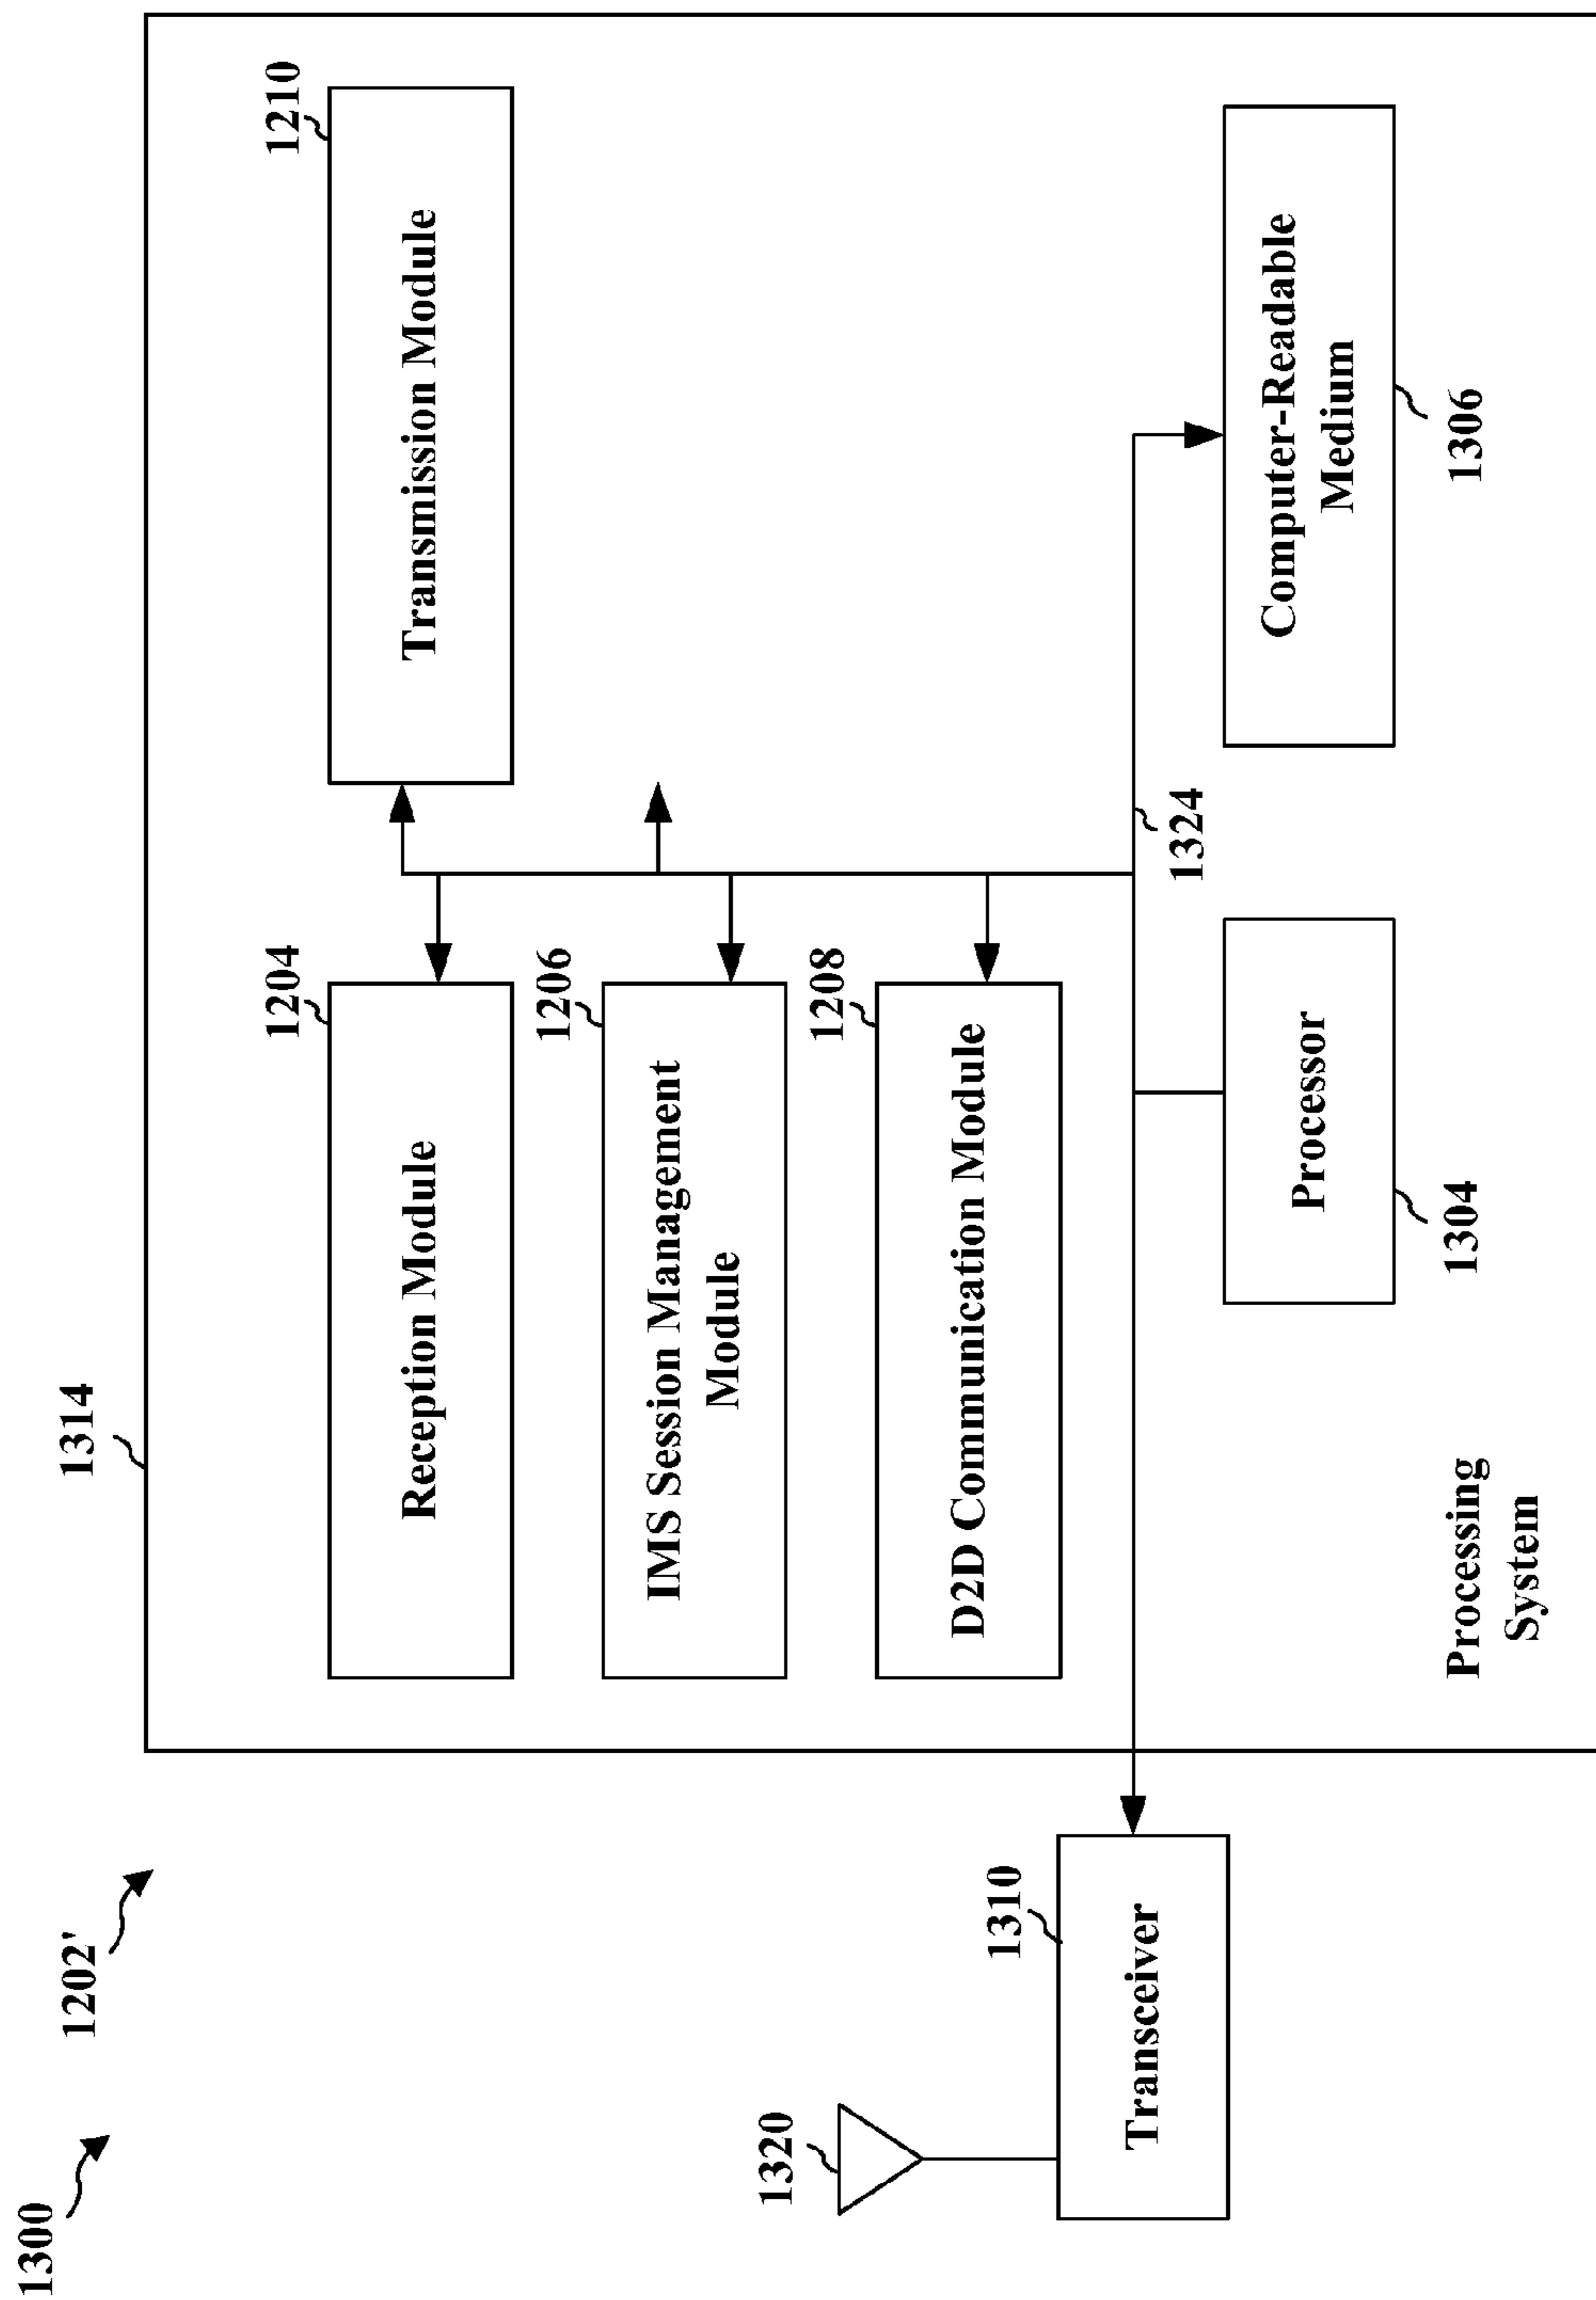 1300
1202'
1314
1204
Reception Module
1210
Transmission Module
1206
IMS Session Management
Module
1208
D2D Communication Module
1320
1310
Transceiver
1324
Processor
1304
Computer-Readable
Medium
1306
Processing
System